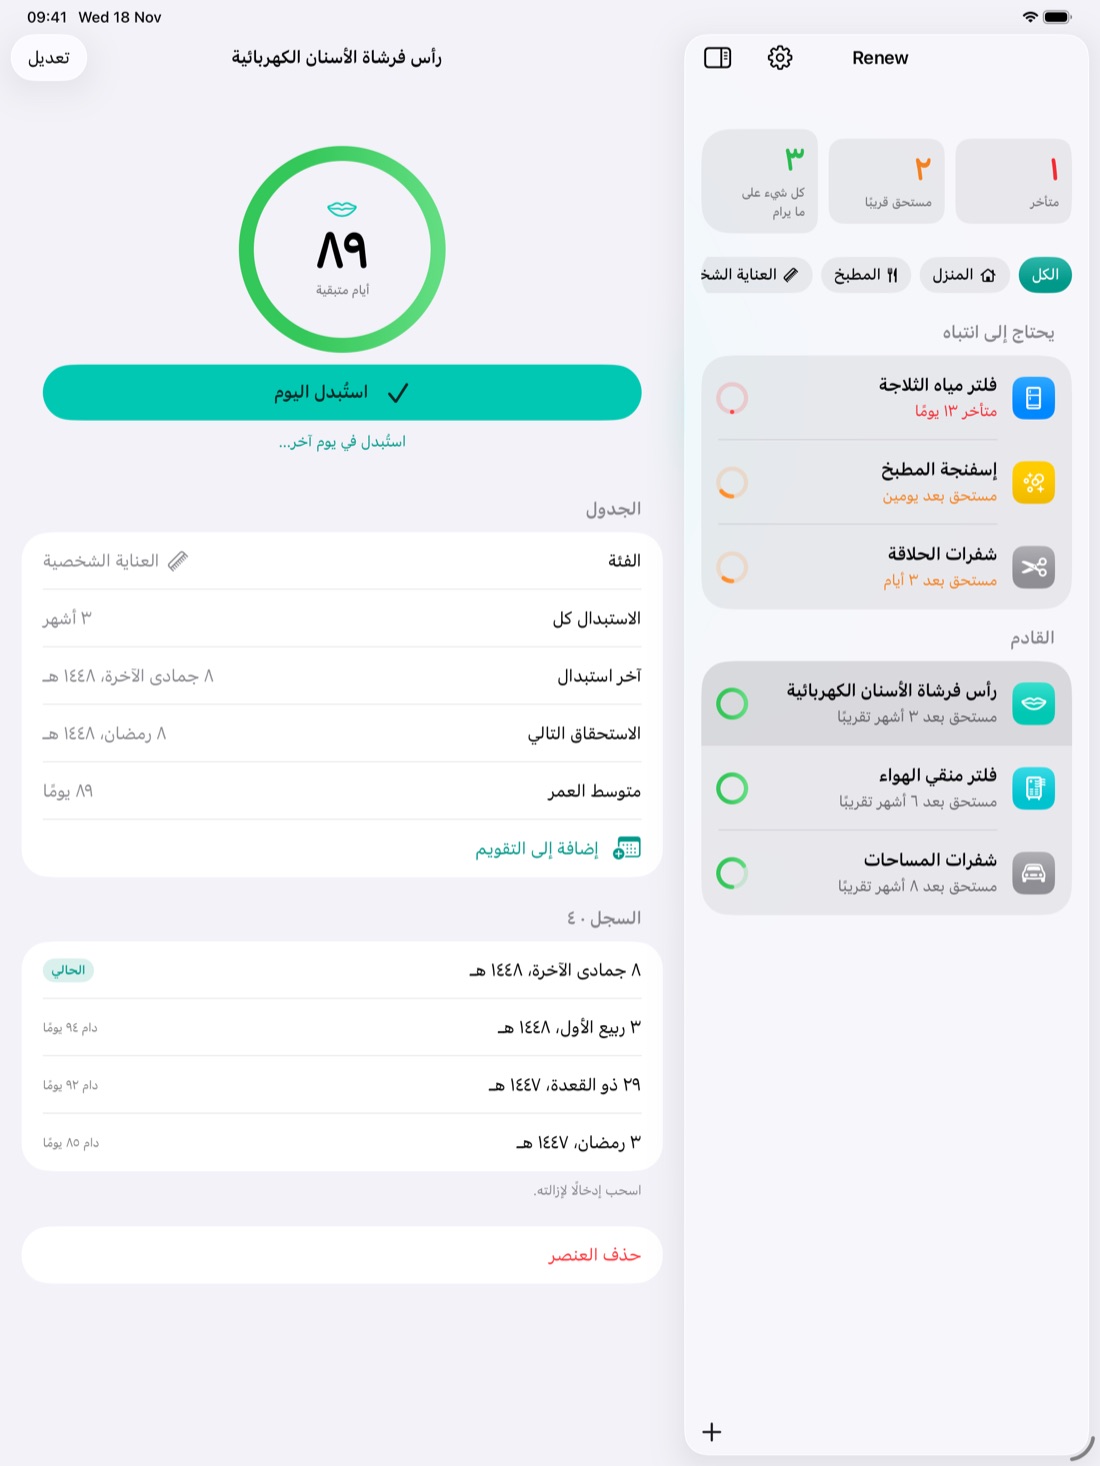 09:41 Wed 18 Nov
Renew
١
متأخر
٢
مستحق قريبًا
٣
كل شيء على
ما يرام
الكل
المنزل
المطبخ
العناية الشخ
يحتاج إلى انتباه
فلتر مياه الثلاجة
متأخر ١٣ يومًا
إسفنجة المطبخ
مستحق بعد يومين
شفرات الحلاقة
مستحق بعد ٣ أيام
القادم
رأس فرشاة الأسنان الكهربائية
مستحق بعد ٣ أشهر تقريبًا
فلتر منقي الهواء
مستحق بعد ٦ أشهر تقريبًا
شفرات المساحات
مستحق بعد ٨ أشهر تقريبًا
رأس فرشاة الأسنان الكهربائية
تعديل
٨٩
أيام متبقية
استُبدل اليوم
استُبدل في يوم آخر...
الجدول
الفئة
العناية الشخصية
الاستبدال كل
٣ أشهر
آخر استبدال
٨ جمادى الآخرة، ١٤٤٨ هـ
الاستحقاق التالي
٨ رمضان، ١٤٤٨ هـ
متوسط العمر
٨٩ يومًا
إضافة إلى التقويم
السجل · ٤
٨ جمادى الآخرة، ١٤٤٨ هـ
الحالي
٣ ربيع الأول، ١٤٤٨ هـ
دام ٩٤ يومًا
٢٩ ذو القعدة، ١٤٤٧ هـ
دام ٩٢ يومًا
٣ رمضان، ١٤٤٧ هـ
دام ٨٥ يومًا
اسحب إدخالًا لإزالته.
حذف العنصر